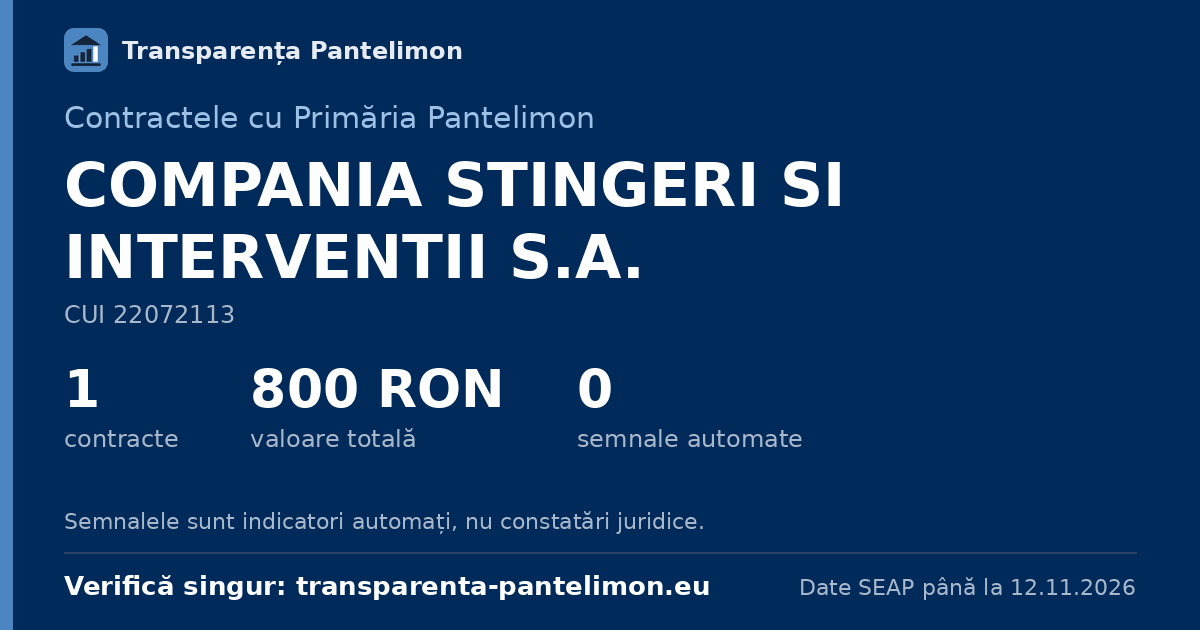 Transparența Pantelimon
Contractele cu Primăria Pantelimon
COMPANIA STINGERI SI
INTERVENTII S.A.
CUI 22072113
1 800 RON 0
contracte valoare totală semnale automate
Semnalele sunt indicatori automați, nu constatări juridice.
Verifică singur: transparenta-pantelimon.eu Date SEAP până la 12.11.2026